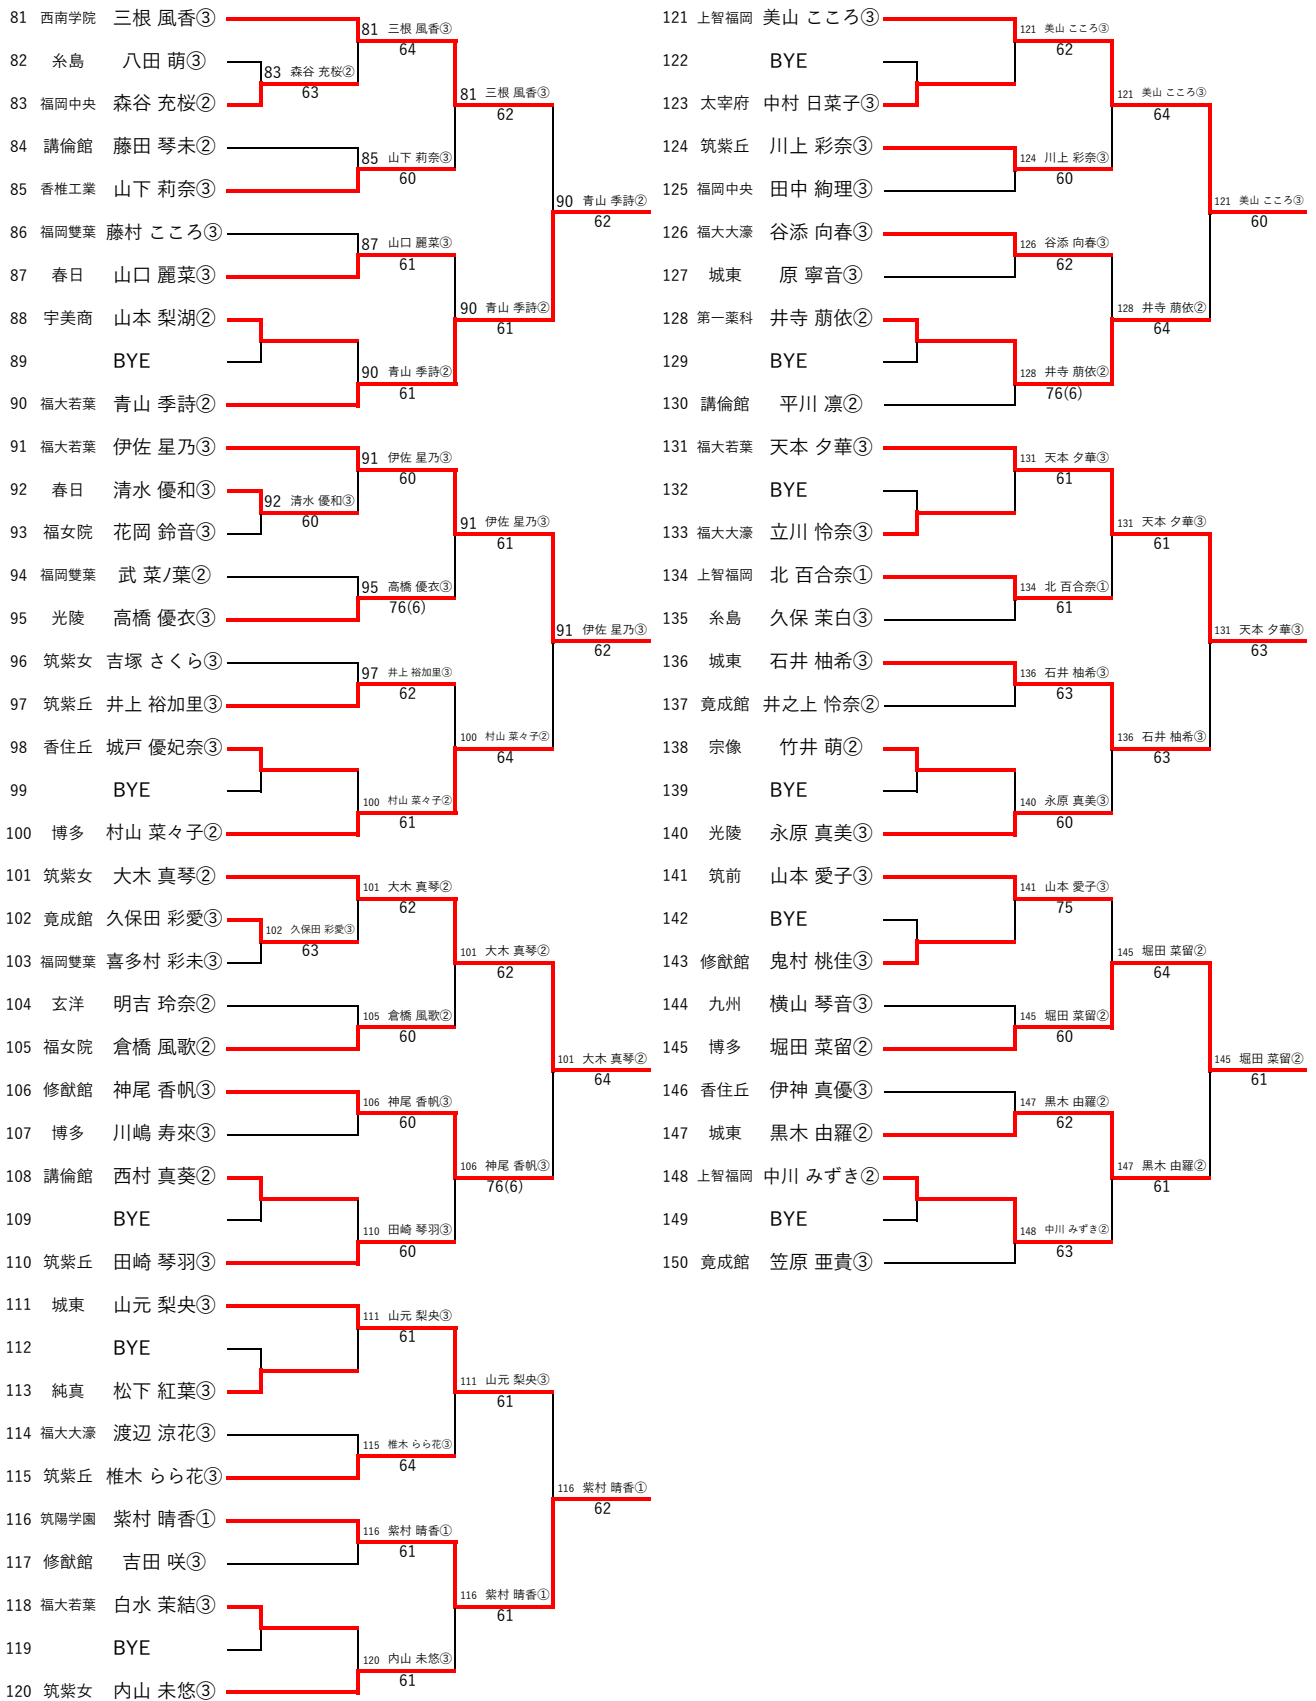 81 西南学院 三根 風香③
81 三根 風香③
64
82 糸島 八田 萌③
83 森谷 充桜②
63
83 福岡中央 森谷 充桜②
81 三根 風香③
62
84 講倫館 藤田 琴未②
85 山下 莉奈③
60
85 香椎工業 山下 莉奈③
90 青山 季詩②
62
86 福岡雙葉 藤村 こころ③
87 山口 麗菜③
61
87 春日 山口 麗菜③
90 青山 季詩②
61
88 宇美商 山本 梨湖②
89 BYE
90 青山 季詩②
61
90 福大若葉 青山 季詩②
91 福大若葉 伊佐 星乃③
91 伊佐 星乃③
60
92 春日 清水 優和③
92 清水 優和③
60
93 福女院 花岡 鈴音③
91 伊佐 星乃③
61
94 福岡雙葉 武 菜ﾉ葉②
95 高橋 優衣③
76(6)
95 光陵 高橋 優衣③
91 伊佐 星乃③
62
96 筑紫女 吉塚 さくら③
97 井上 裕加里③
62
97 筑紫丘 井上 裕加里③
100 村山 菜々子②
64
98 香住丘 城戸 優妃奈③
99 BYE
100 村山 菜々子②
61
100 博多 村山 菜々子②
101 筑紫女 大木 真琴②
101 大木 真琴②
62
102 竟成館 久保田 彩愛③
102 久保田 彩愛③
63
103 福岡雙葉 喜多村 彩未③
101 大木 真琴②
62
104 玄洋 明吉 玲奈②
105 倉橋 風歌②
60
105 福女院 倉橋 風歌②
101 大木 真琴②
64
106 修猷館 神尾 香帆③
106 神尾 香帆③
60
107 博多 川嶋 寿來③
106 神尾 香帆③
76(6)
108 講倫館 西村 真葵②
109 BYE
110 田崎 琴羽③
60
110 筑紫丘 田崎 琴羽③
111 城東 山元 梨央③
111 山元 梨央③
61
112 BYE
113 純真 松下 紅葉③
111 山元 梨央③
61
114 福大大濠 渡辺 涼花③
115 椎木 らら花③
64
115 筑紫丘 椎木 らら花③
116 紫村 晴香①
62
116 筑陽学園 紫村 晴香①
116 紫村 晴香①
61
117 修猷館 吉田 咲③
116 紫村 晴香①
61
118 福大若葉 白水 茉結③
119 BYE
120 内山 未悠③
61
120 筑紫女 内山 未悠③
121 上智福岡 美山 こころ③
121 美山 こころ③
62
122 BYE
123 太宰府 中村 日菜子③
121 美山 こころ③
64
124 筑紫丘 川上 彩奈③
124 川上 彩奈③
60
125 福岡中央 田中 絢理③
121 美山 こころ③
60
126 福大大濠 谷添 向春③
126 谷添 向春③
62
127 城東 原 寧音③
128 井寺 萠依②
64
128 第一薬科 井寺 萠依②
129 BYE
128 井寺 萠依②
76(6)
130 講倫館 平川 凛②
131 福大若葉 天本 夕華③
131 天本 夕華③
61
132 BYE
133 福大大濠 立川 怜奈③
131 天本 夕華③
61
134 上智福岡 北 百合奈①
134 北 百合奈①
61
135 糸島 久保 茉白③
131 天本 夕華③
63
136 城東 石井 柚希③
136 石井 柚希③
63
137 竟成館 井之上 怜奈②
136 石井 柚希③
63
138 宗像 竹井 萌②
139 BYE
140 永原 真美③
60
140 光陵 永原 真美③
141 筑前 山本 愛子③
141 山本 愛子③
75
142 BYE
143 修猷館 鬼村 桃佳③
145 堀田 菜留②
64
144 九州 横山 琴音③
145 堀田 菜留②
60
145 博多 堀田 菜留②
145 堀田 菜留②
61
146 香住丘 伊神 真優③
147 黒木 由羅②
62
147 城東 黒木 由羅②
147 黒木 由羅②
61
148 上智福岡 中川 みずき②
149 BYE
148 中川 みずき②
63
150 竟成館 笠原 亜貴③